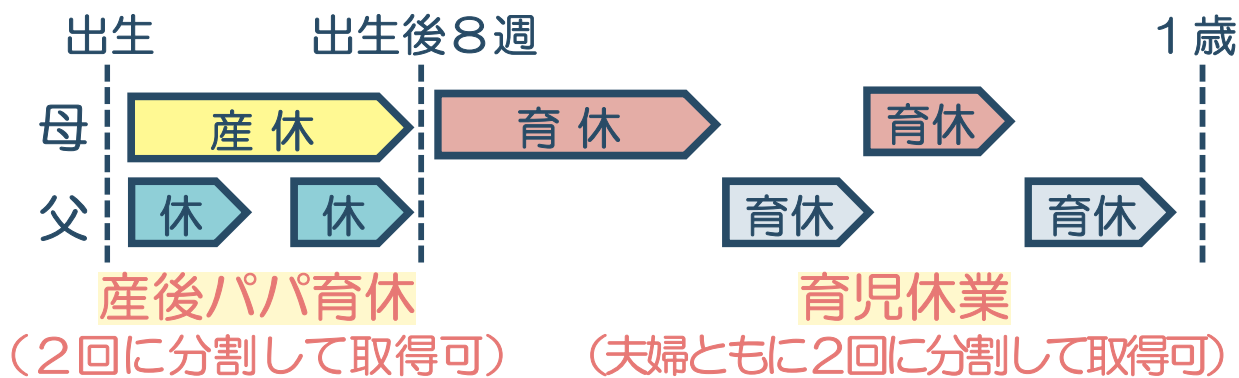 出生 出生後8週 1歳
母 産休 育休 育休
父 休 休 育休 育休
産後パパ育休 育児休業
(2回に分割して取得可) (夫婦ともに2回に分割して取得可)